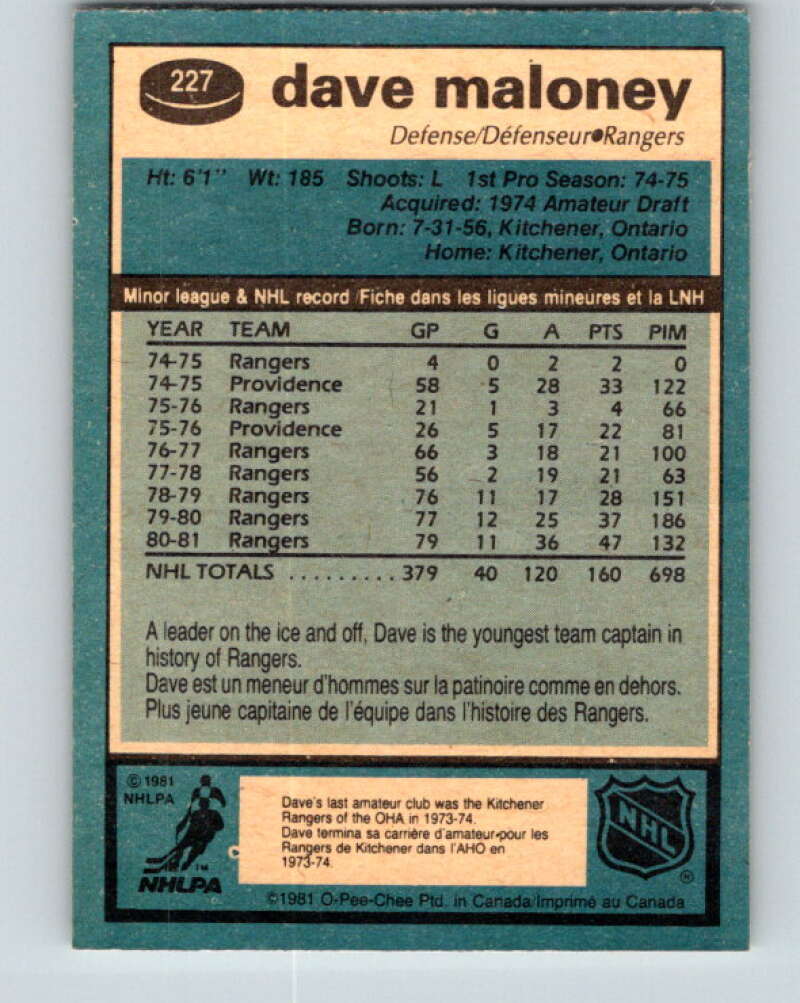 227
dave maloney
Defense/Défenseur●Rangers
Ht: 6'1" Wt: 185 Shoots: L 1st Pro Season: 74-75
Acquired: 1974 Amateur Draft
Born: 7-31-56, Kitchener, Ontario
Home: Kitchener, Ontario
Minor league & NHL record/Fiche dans les ligues mineures et la LNH
YEAR TEAM GP G A PTS PIM
74-75 Rangers 4 0 2 2 0
74-75 Providence 58 5 28 33 122
75-76 Rangers 21 1 3 4 66
75-76 Providence 26 5 17 22 81
76-77 Rangers 66 3 18 21 100
77-78 Rangers 56 2 19 21 63
78-79 Rangers 76 11 17 28 151
79-80 Rangers 77 12 25 37 186
80-81 Rangers 79 11 36 47 132
NHL TOTALS .......... 379 40 120 160 698
A leader on the ice and off, Dave is the youngest team captain in
history of Rangers.
Dave est un meneur d'hommes sur la patinoire comme en dehors.
Plus jeune capitaine de l'équipe dans l'histoire des Rangers.
©1981
NHLPA
TM
NHLPA
Dave's last amateur club was the Kitchener
Rangers of the OHA in 1973-74.
Dave termina sa carrière d'amateur pour les
Rangers de Kitchener dans l'AHO en
1973-74.
NHL
®
©1981 O-Pee-Chee Ptd. in Canada/Imprimé au Canada